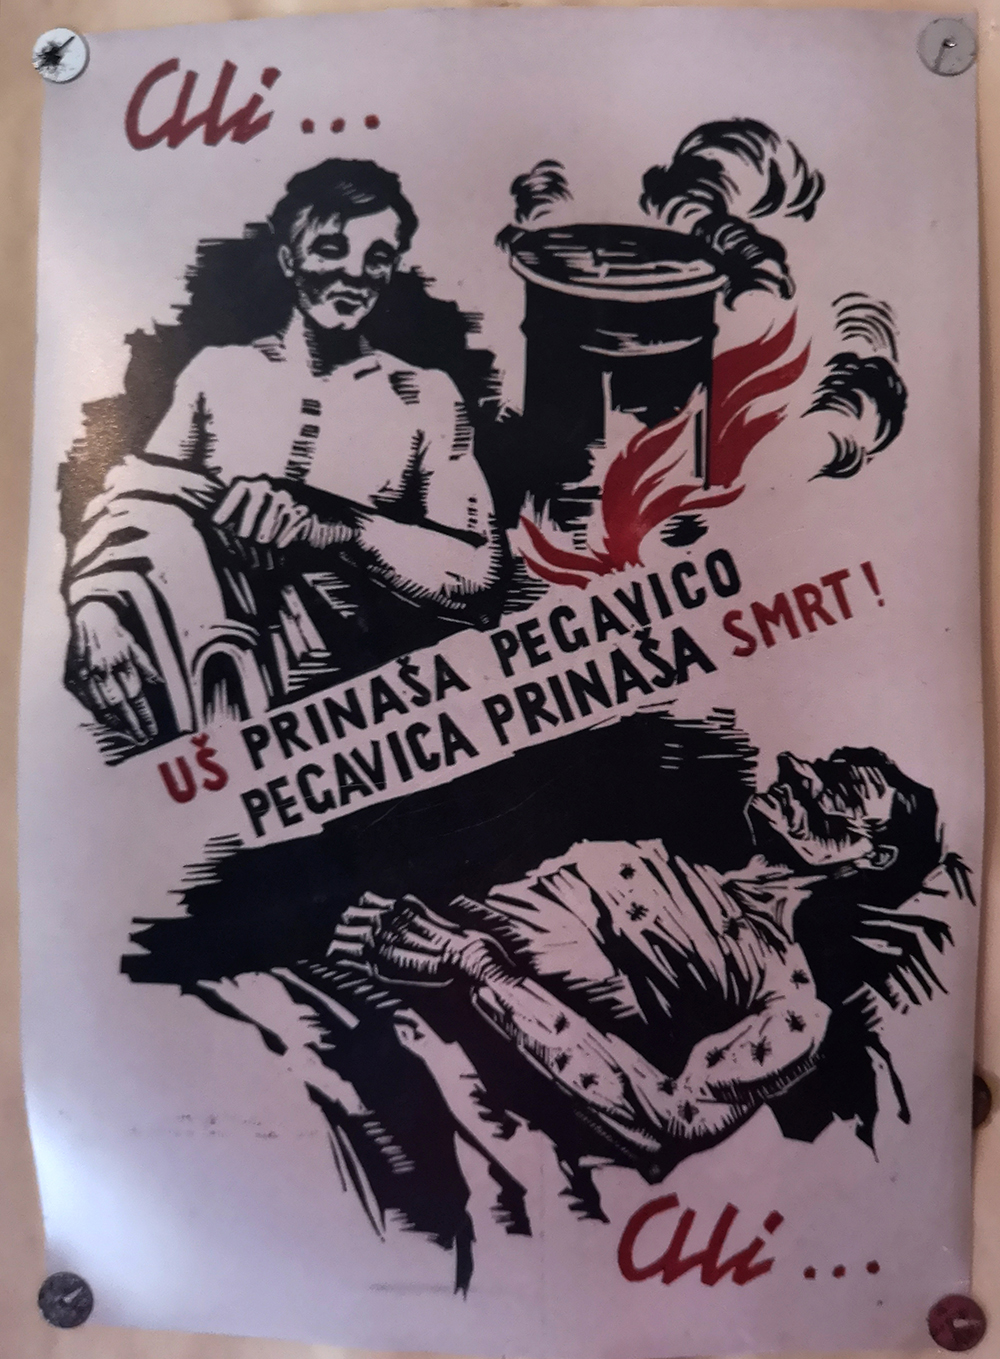 Ali ...
UŠ PRINAŠA PEGAVICO
PEGAVICA PRINAŠA SMRT!
Ali ...